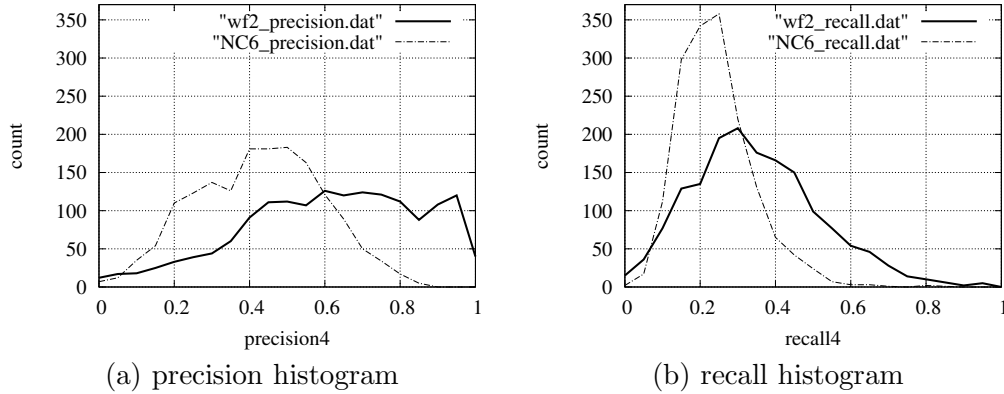 350
300
250
200
150
100
50
0
count
"wf2_precision.dat"
"NC6_precision.dat"
0 0.2 0.4 0.6 0.8 1
precision4
(a) precision histogram
350
300
250
200
150
100
50
0
count
"wf2_recall.dat"
"NC6_recall.dat"
0 0.2 0.4 0.6 0.8 1
recall4
(b) recall histogram